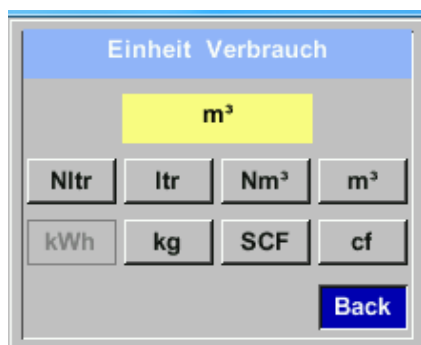 Einheit Verbrauch
m³
Nltr ltr Nm³ m³
kWh kg SCF cf
Back